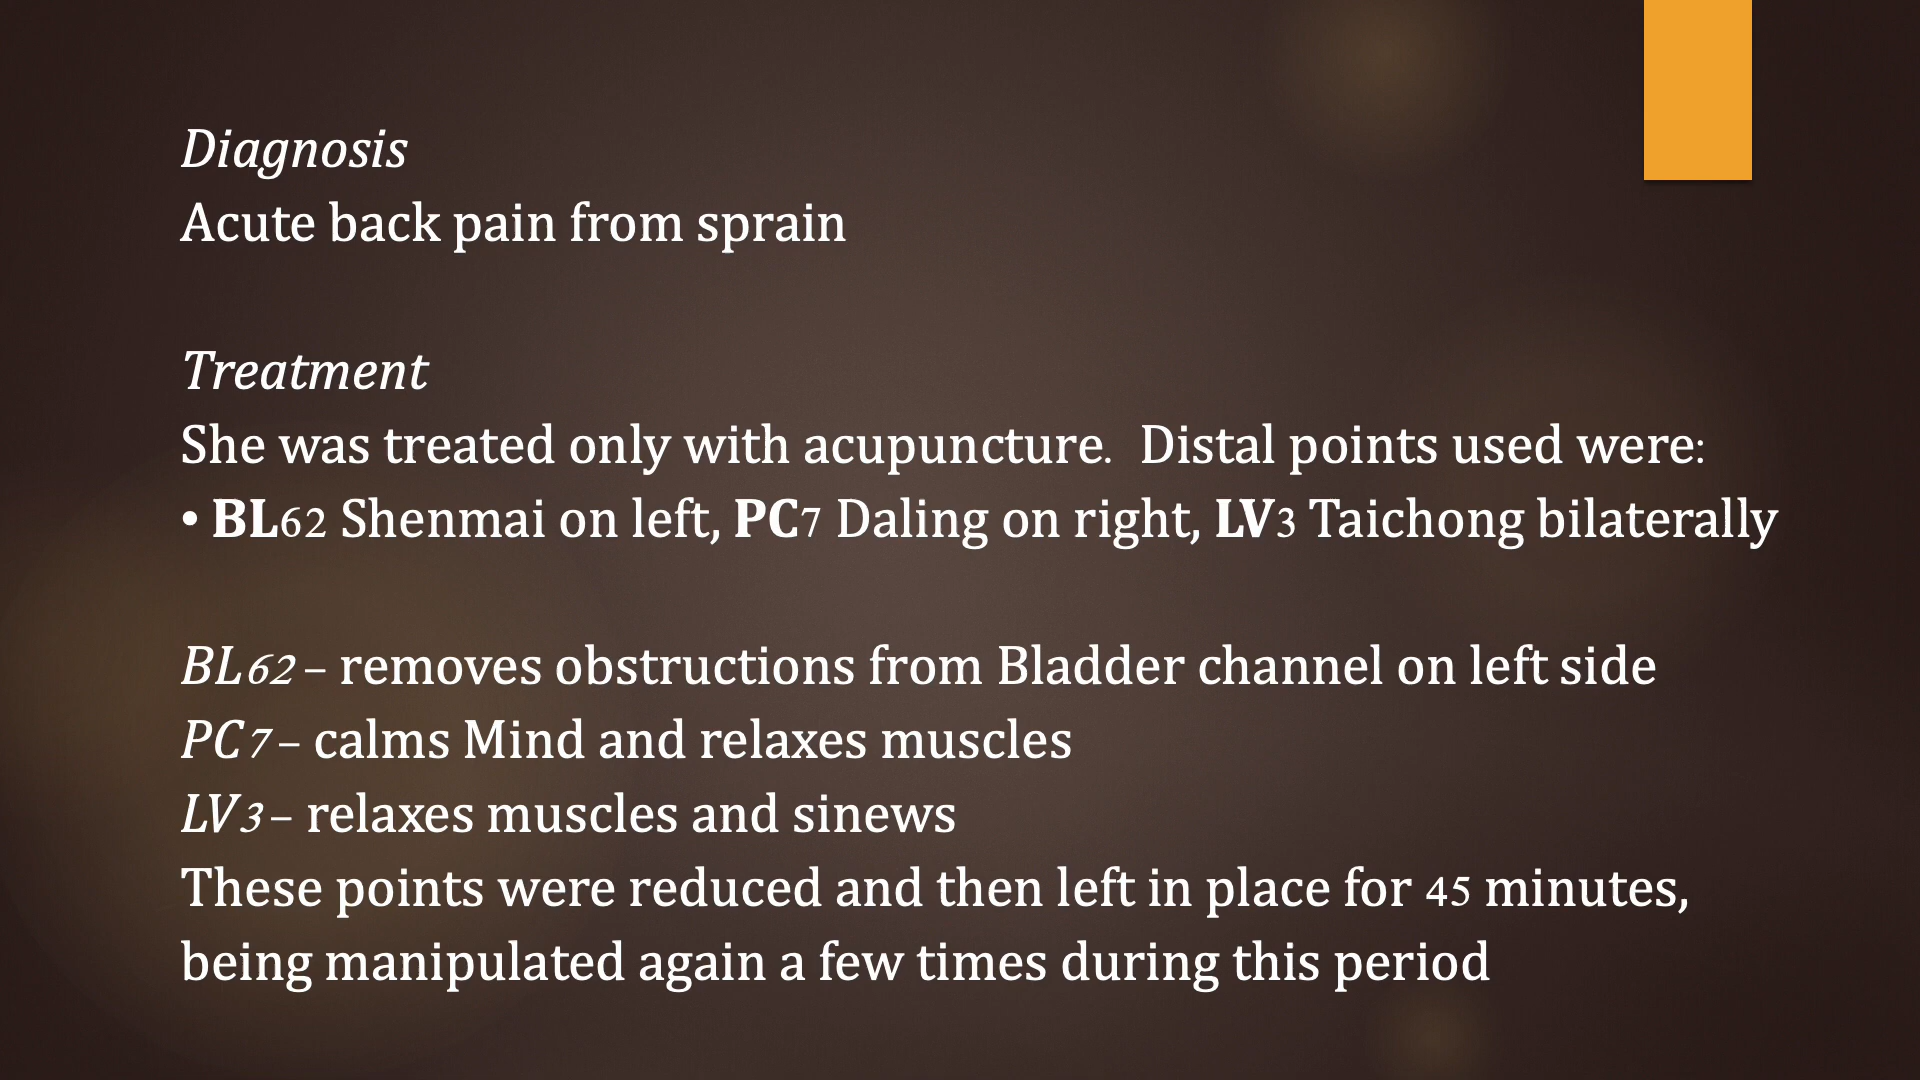 Diagnosis
Acute back pain from sprain
Treatment
She was treated only with acupuncture.  Distal points used were:
• BL62 Shenmai on left, PC7 Daling on right, LV3 Taichong bilaterally
BL62 – removes obstructions from Bladder channel on left side
PC7 – calms Mind and relaxes muscles
LV3 – relaxes muscles and sinews
These points were reduced and then left in place for 45 minutes,
being manipulated again a few times during this period